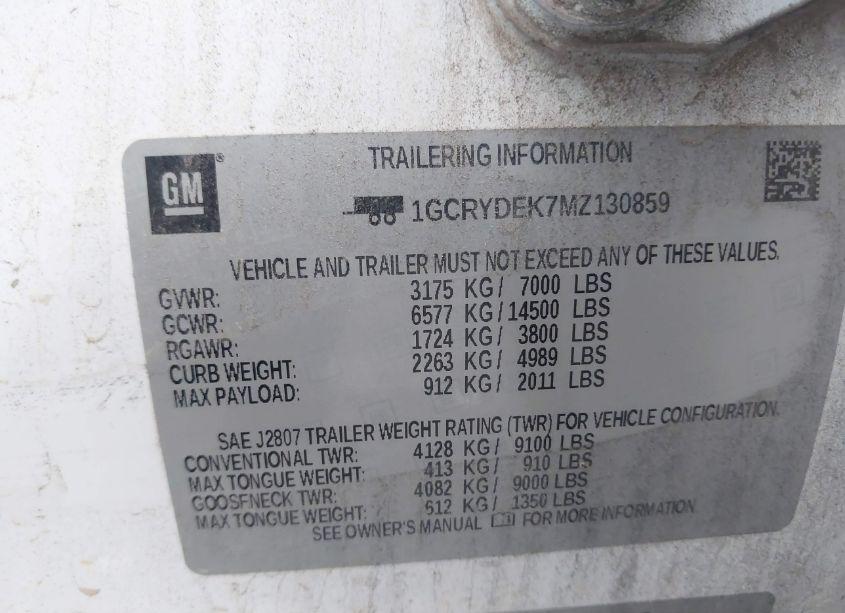 GM®
TRAILERING INFORMATION
1GCRYDEK7MZ130859
VEHICLE AND TRAILER MUST NOT EXCEED ANY OF THESE VALUES.
GVWR: 3175 KG/ 7000 LBS
GCWR: 6577 KG/14500 LBS
RGAWR: 1724 KG/ 3800 LBS
CURB WEIGHT: 2263 KG/ 4989 LBS
MAX PAYLOAD: 912 KG/ 2011 LBS
SAE J2807 TRAILER WEIGHT RATING (TWR) FOR VEHICLE CONFIGURATION.
CONVENTIONAL TWR: 4128 KG/ 9100 LBS
MAX TONGUE WEIGHT: 413 KG/ 910 LBS
GOOSENECK TWR: 4082 KG/ 9000 LBS
MAX TONGUE WEIGHT: 612 KG/ 1350 LBS
SEE OWNER'S MANUAL FOR MORE INFORMATION